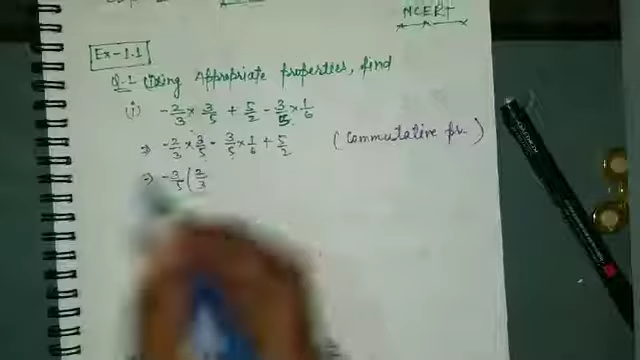 NCERT
Ex-1.1
Q.1 Using Appropriate properties, find
(i) -2/3 × 3/5 + 5/2 - 3/5 × 1/6
⇒ -2/3 × 3/5 - 3/5 × 1/6 + 5/2 (Commutative pr.)
⇒ -3/5 ( 2/3